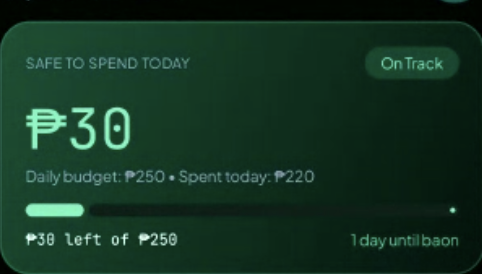 SAFE TO SPEND TODAY
On Track
₱30
Daily budget: ₱250 • Spent today: ₱220
₱30 left of ₱250
1 day until baon